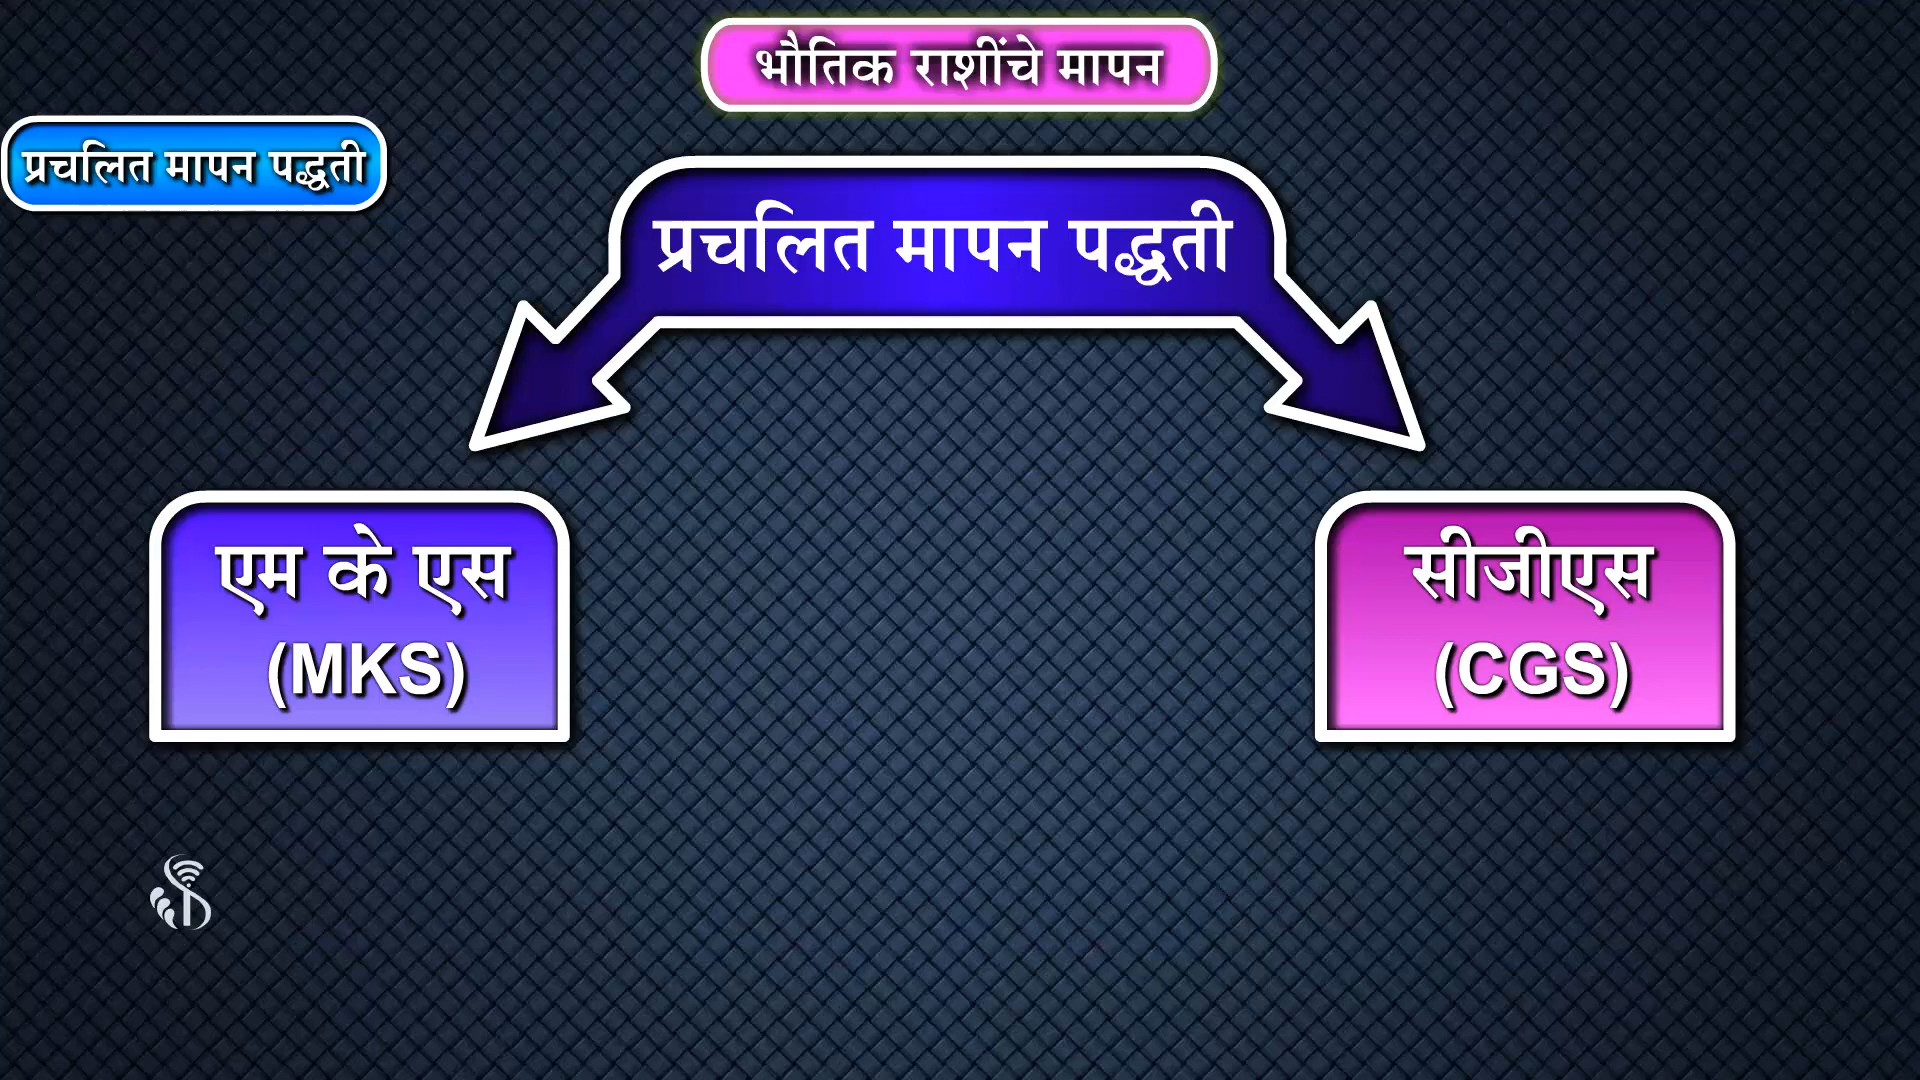 भौतिक राशींचे मापन
प्रचलित मापन पद्धती
प्रचलित मापन पद्धती
एम के एस
(MKS)
सीजीएस
(CGS)